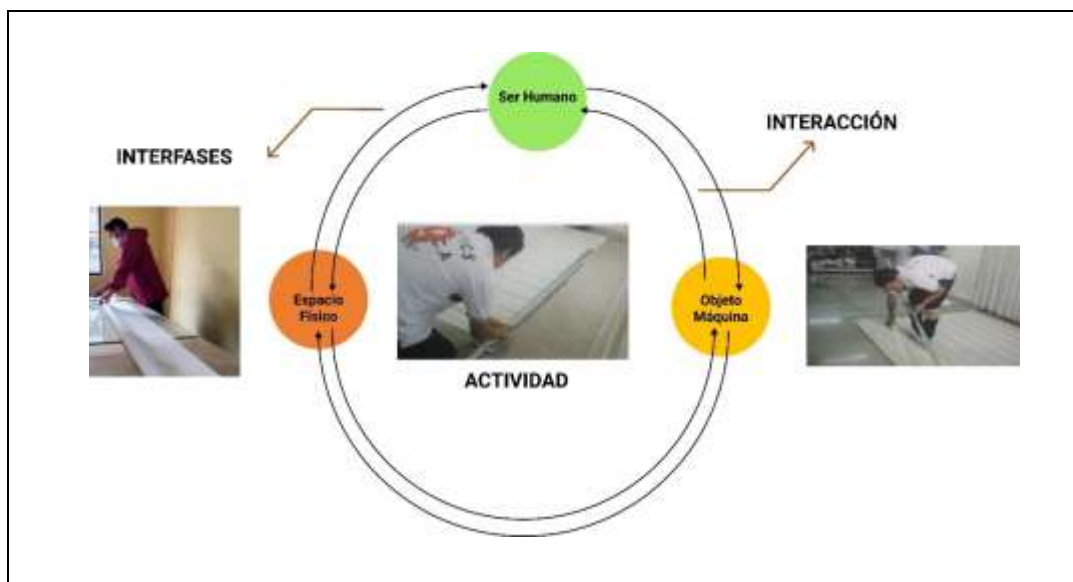 Ser Humano
INTERACCIÓN
INTERFASES
Espacio
Físico
Objeto
Máquina
ACTIVIDAD